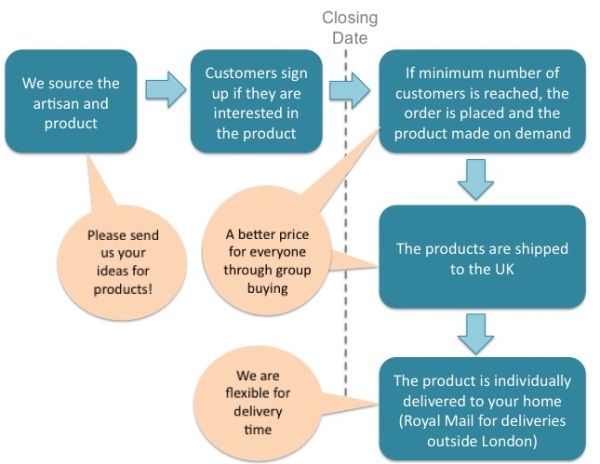 Closing
Date
We source the
artisan and
product
Customers sign
up if they are
interested in
the product
If minimum number of
customers is reached, the
order is placed and the
product made on demand
Please send
us your
ideas for
products!
A better price
for everyone
through group
buying
The products are shipped
to the UK
We are
flexible for
delivery
time
The product is individually
delivered to your home
(Royal Mail for deliveries
outside London)